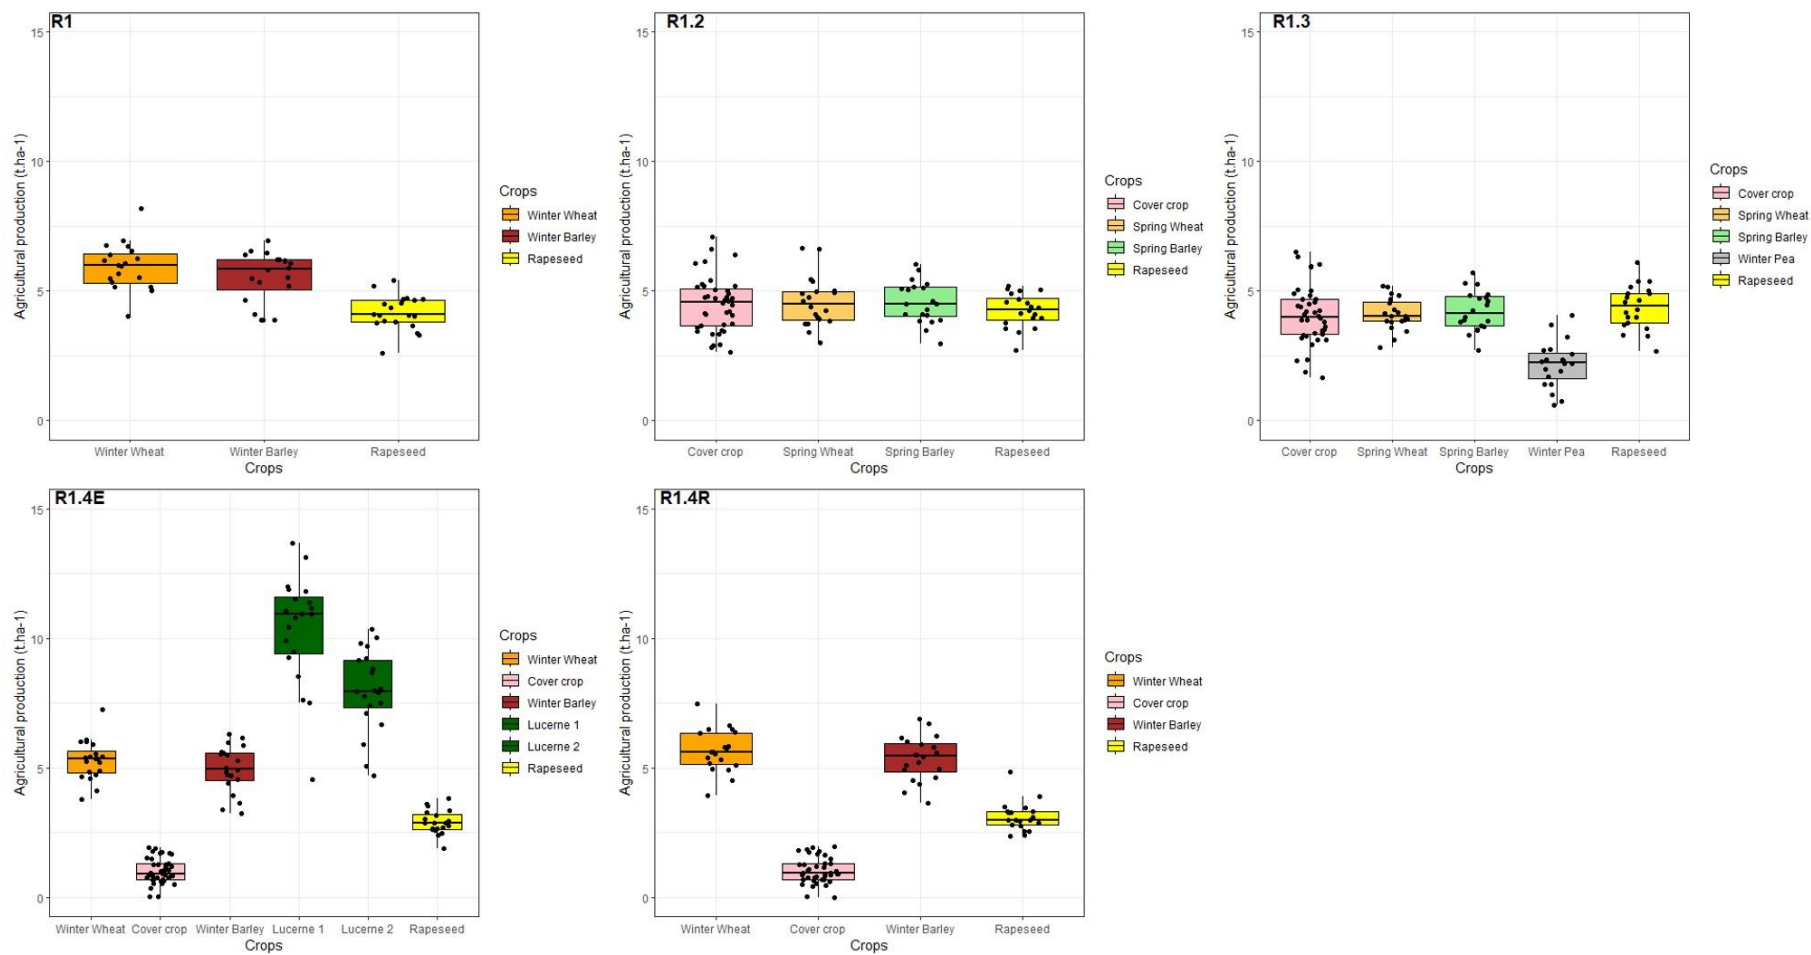 R1
Agricultural production (t.ha-1)
15
10
5
0
Winter Wheat Winter Barley Rapeseed
Crops
Crops
Winter Wheat
Winter Barley
Rapeseed
R1.2
Agricultural production (t.ha-1)
15
10
5
0
Cover crop Spring Wheat Spring Barley Rapeseed
Crops
Crops
Cover crop
Spring Wheat
Spring Barley
Rapeseed
R1.3
Agricultural production (t.ha-1)
15
10
5
0
Cover crop Spring Wheat Spring Barley Winter Pea Rapeseed
Crops
Crops
Cover crop
Spring Wheat
Spring Barley
Winter Pea
Rapeseed
R1.4E
Agricultural production (t.ha-1)
15
10
5
0
Winter Wheat Cover crop Winter Barley Lucerne 1 Lucerne 2 Rapeseed
Crops
Crops
Winter Wheat
Cover crop
Winter Barley
Lucerne 1
Lucerne 2
Rapeseed
R1.4R
Agricultural production (t.ha-1)
15
10
5
0
Winter Wheat Cover crop Winter Barley Rapeseed
Crops
Crops
Winter Wheat
Cover crop
Winter Barley
Rapeseed